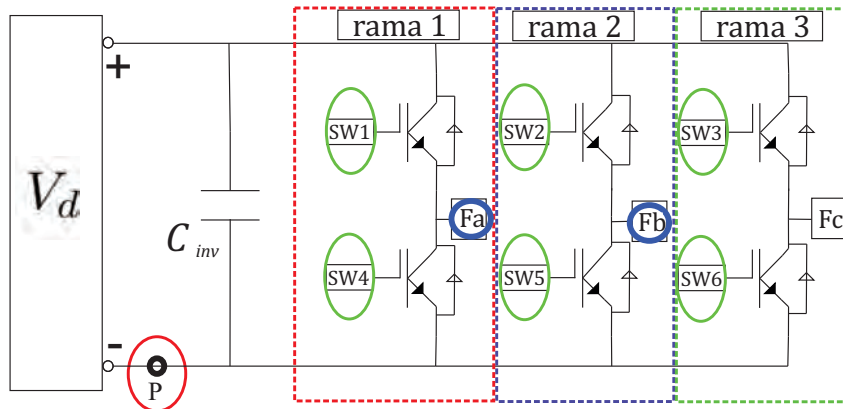 rama 1
rama 2
rama 3
+
SW1
SW2
SW3
Vd
Fa
Fb
Fc
C inv
SW4
SW5
SW6
-
P